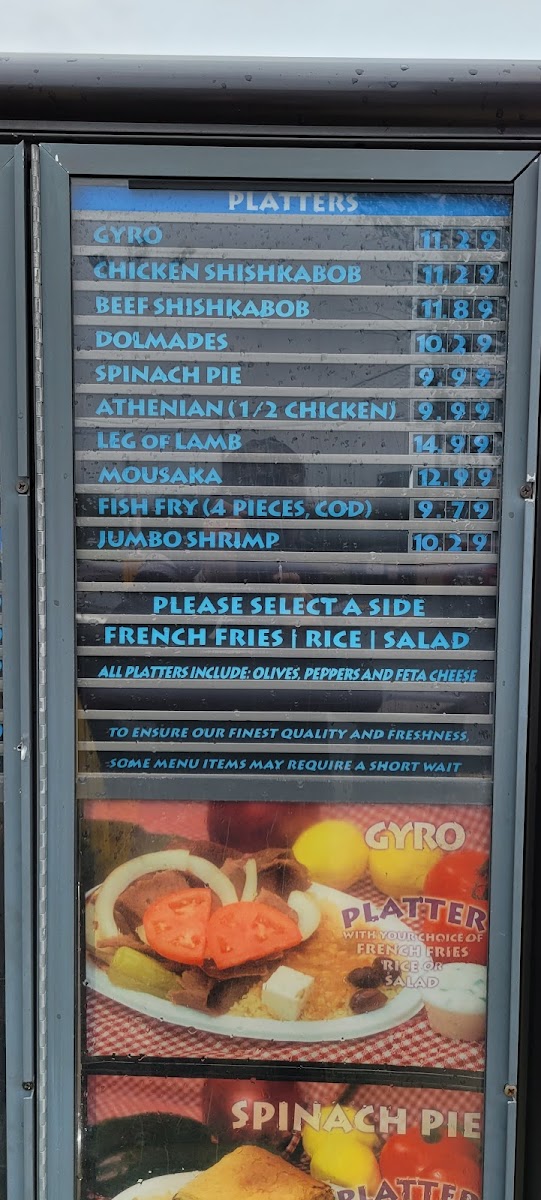 PLATTERS
GYRO 11.29
CHICKEN SHISHKABOB 11.29
BEEF SHISHKABOB 11.89
DOLMADES 10.29
SPINACH PIE 9.99
ATHENIAN (1/2 CHICKEN) 9.99
LEG OF LAMB 14.99
MOUSAKA 12.99
FISH FRY (4 PIECES, COD) 9.79
JUMBO SHRIMP 10.29
PLEASE SELECT A SIDE
FRENCH FRIES | RICE | SALAD
ALL PLATTERS INCLUDE: OLIVES, PEPPERS AND FETA CHEESE
TO ENSURE OUR FINEST QUALITY AND FRESHNESS,
SOME MENU ITEMS MAY REQUIRE A SHORT WAIT
GYRO
PLATTER
WITH YOUR CHOICE OF
FRENCH FRIES
RICE OR
SALAD
SPINACH PIE
PLATTER